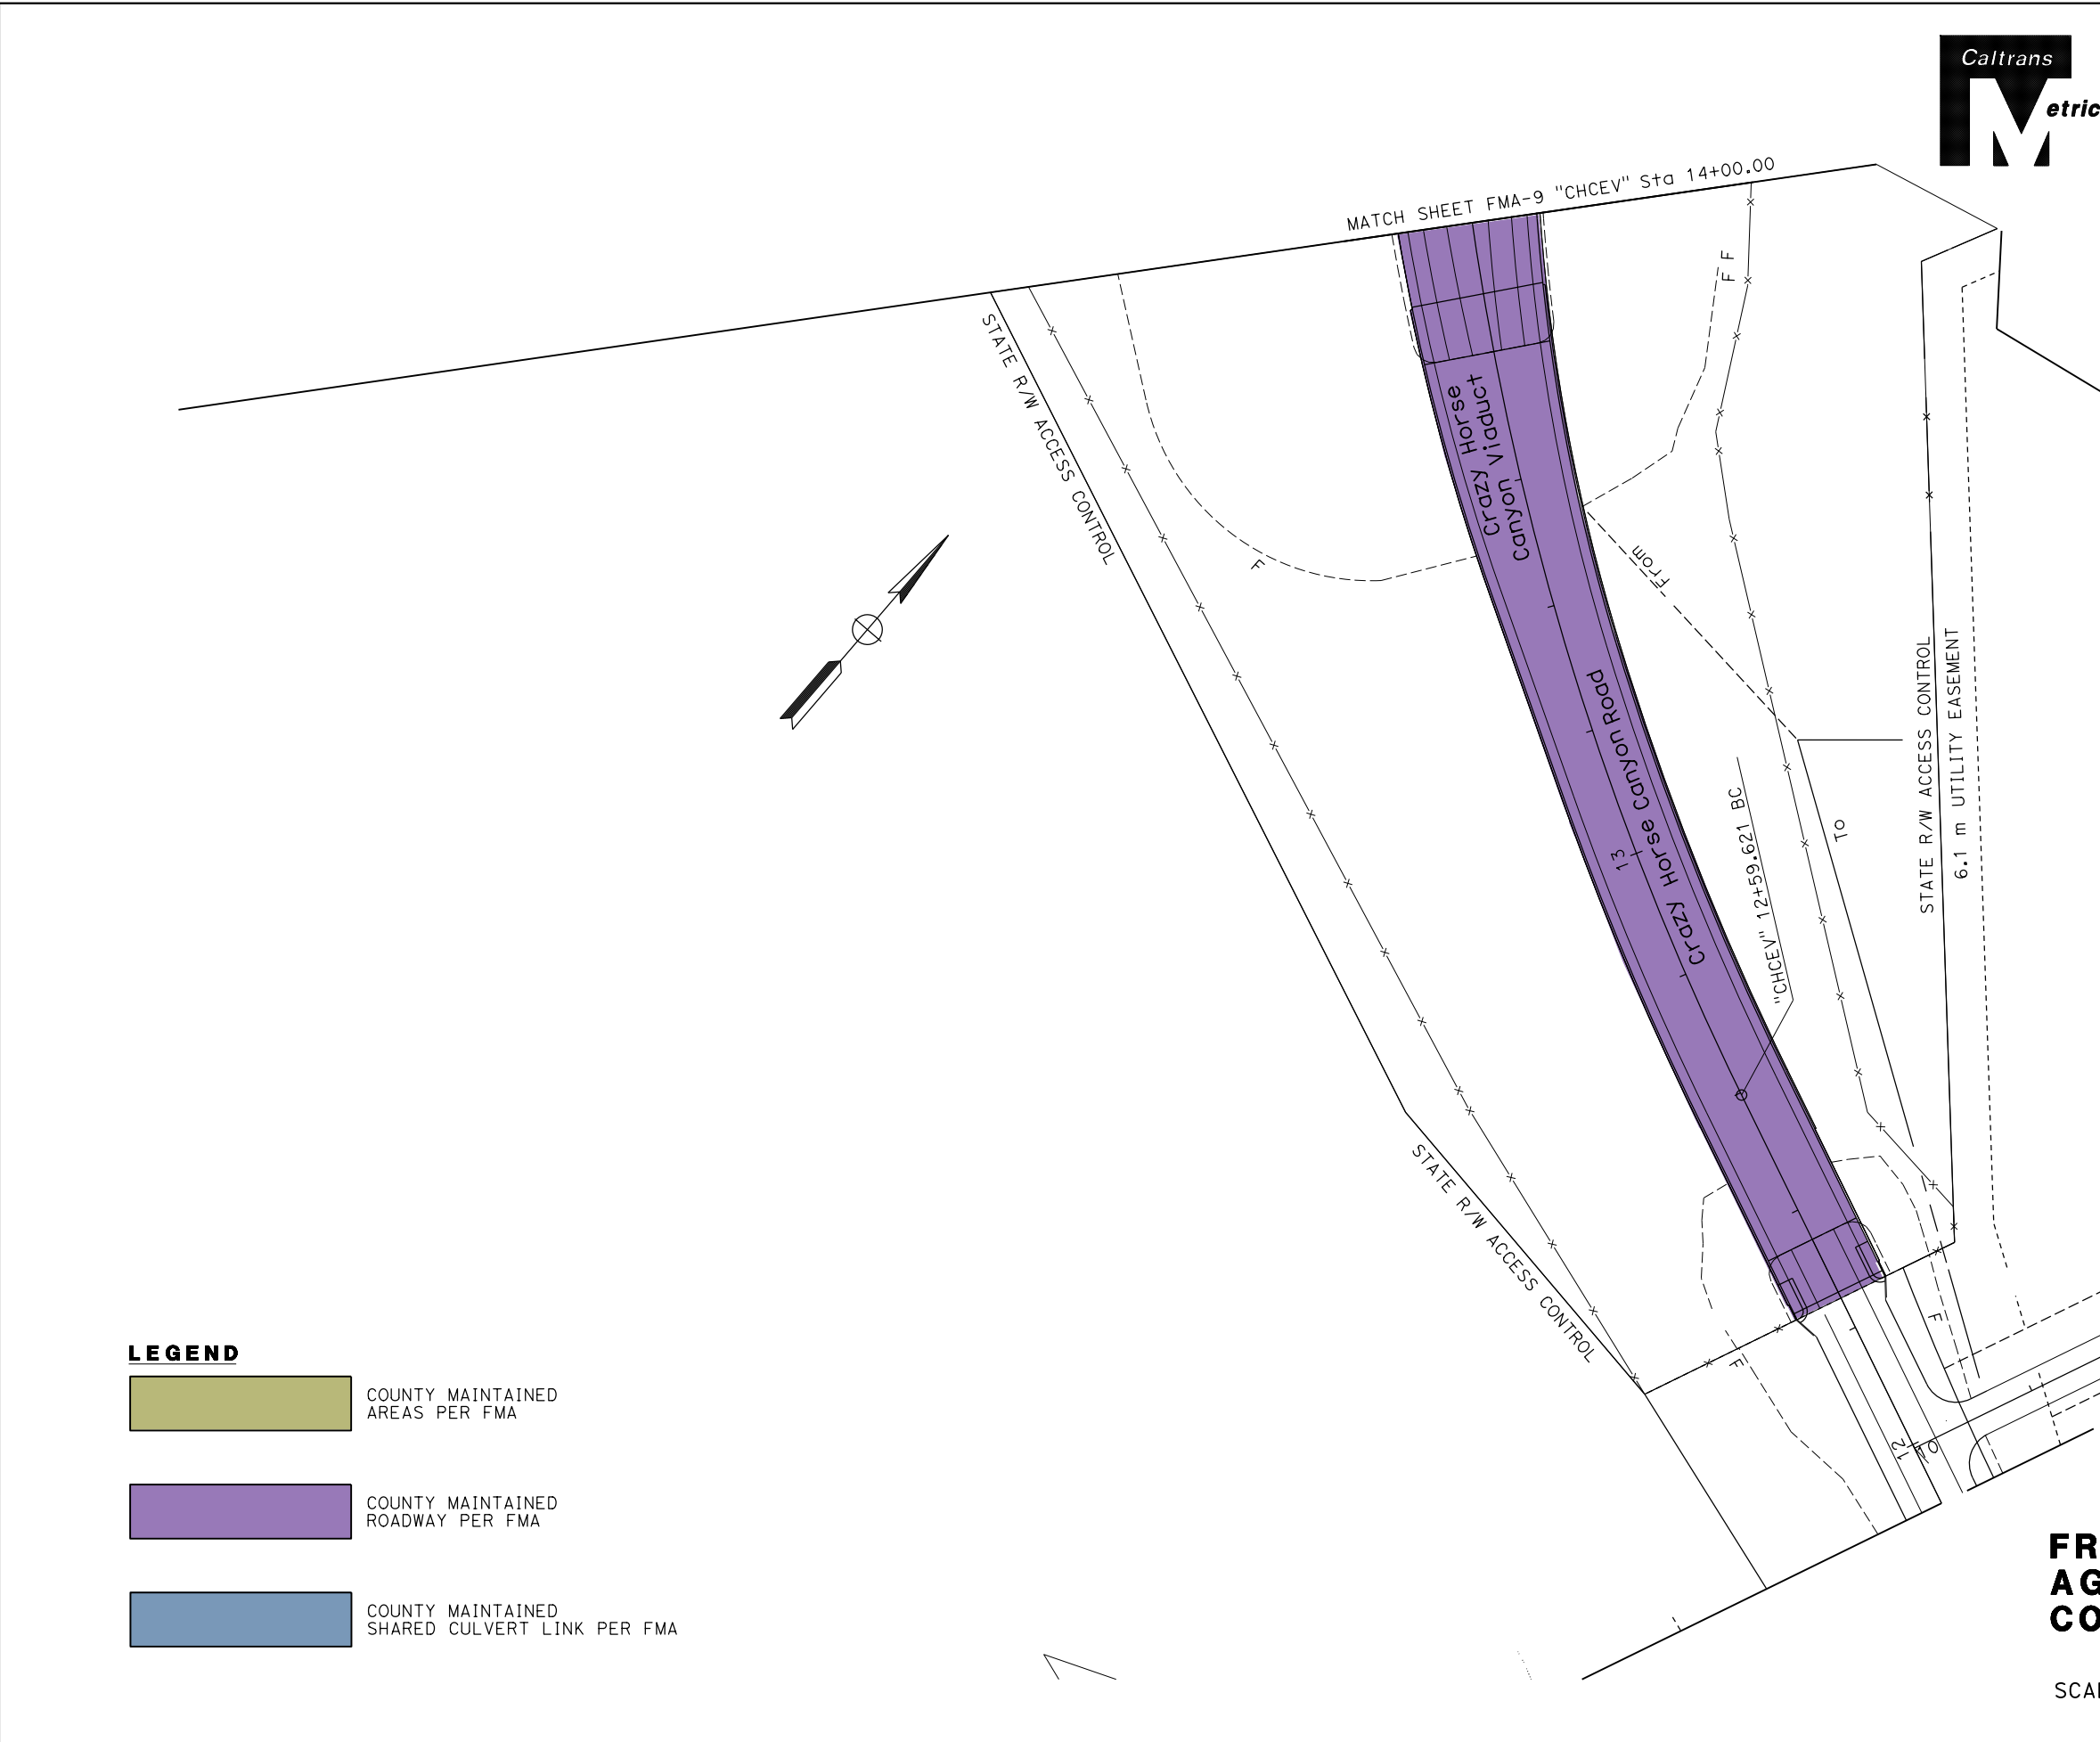 Caltrans
etric
MATCH SHEET FMA-9 "CHCEV" Sta 14+00.00
STATE R/W ACCESS CONTROL
F F
Crazy Horse
Canyon Viaduct
F
From
Crazy Horse Canyon Road
13
"CHCEV" 12+59.621 BC
TO
STATE R/W ACCESS CONTROL
6.1 m UTILITY EASEMENT
STATE R/W ACCESS CONTROL
F
F
12
LEGEND
COUNTY MAINTAINED
AREAS PER FMA
COUNTY MAINTAINED
ROADWAY PER FMA
COUNTY MAINTAINED
SHARED CULVERT LINK PER FMA
FR
AG
CO
SCA